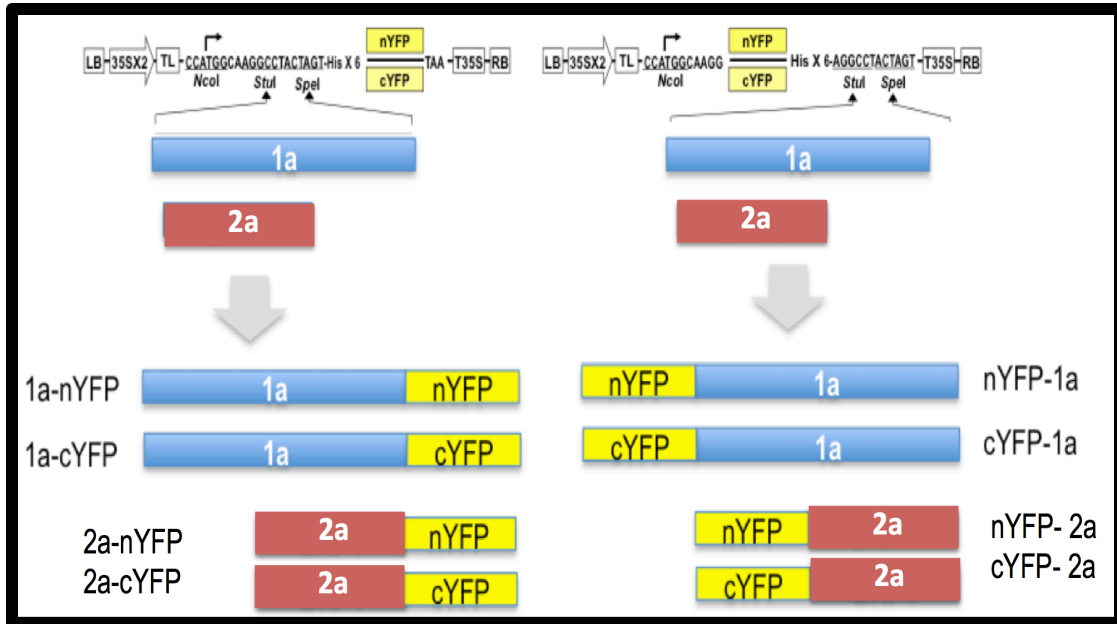 nYFP
LB 35SX2 TL CCATGGCAAGGCCTACTAGT-His X 6 TAA T35S RB
cYFP
NcoI StuI SpeI
1a
2a
nYFP
LB 35SX2 TL CCATGGCAAGG His X 6-AGGCCTACTAGT T35S RB
cYFP
NcoI StuI SpeI
1a
2a
1a-nYFP 1a nYFP
1a-cYFP 1a cYFP
2a-nYFP 2a nYFP
2a-cYFP 2a cYFP
nYFP 1a nYFP-1a
cYFP 1a cYFP-1a
nYFP 2a nYFP- 2a
cYFP 2a cYFP- 2a